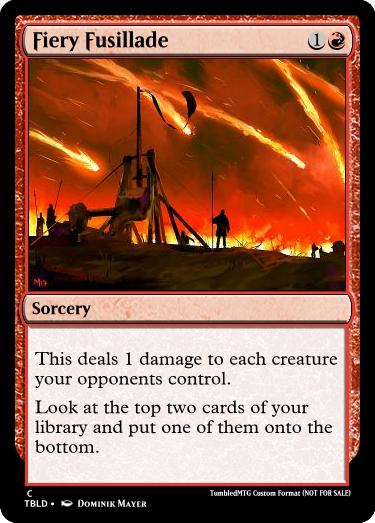 Fiery Fusillade 1
Sorcery
This deals 1 damage to each creature
your opponents control.
Look at the top two cards of your
library and put one of them onto the
bottom.
C
TBLD • Dominik Mayer
TumbledMTG Custom Format (NOT FOR SALE)